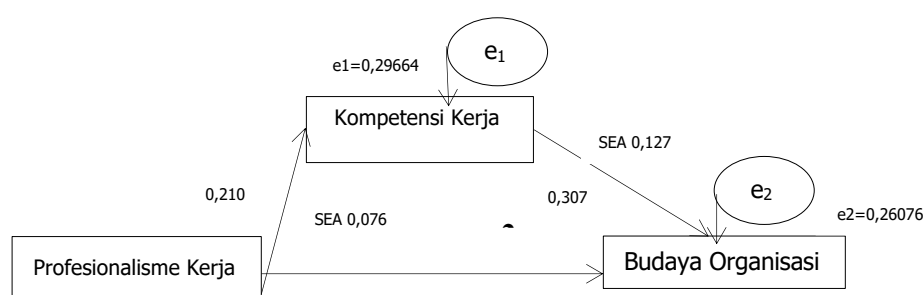 e1
e1=0,29664
Kompetensi Kerja
SEA 0,127
e2
0,210
0,307
e2=0,26076
SEA 0,076
Profesionalisme Kerja
Budaya Organisasi